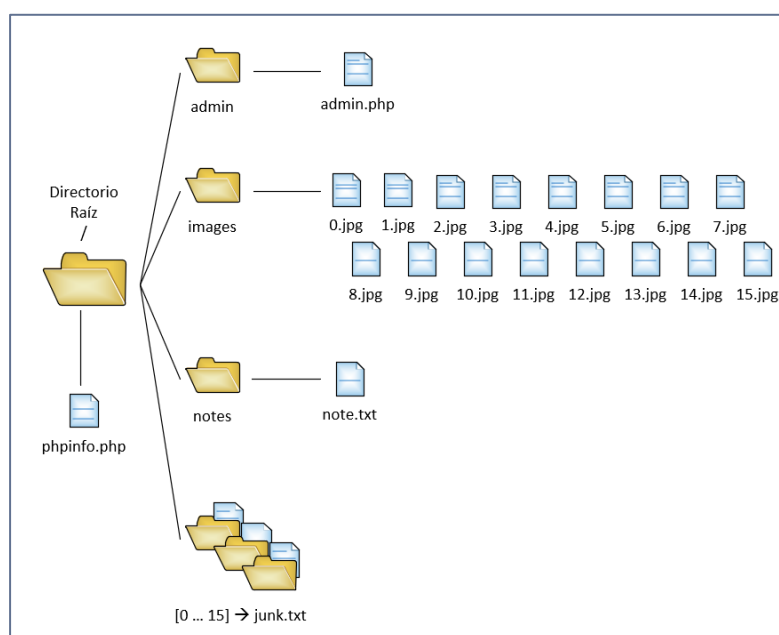 admin
admin.php
Directorio
Raíz
images
0.jpg 1.jpg 2.jpg 3.jpg 4.jpg 5.jpg 6.jpg 7.jpg
8.jpg 9.jpg 10.jpg 11.jpg 12.jpg 13.jpg 14.jpg 15.jpg
notes
note.txt
phpinfo.php
[0 ... 15] → junk.txt